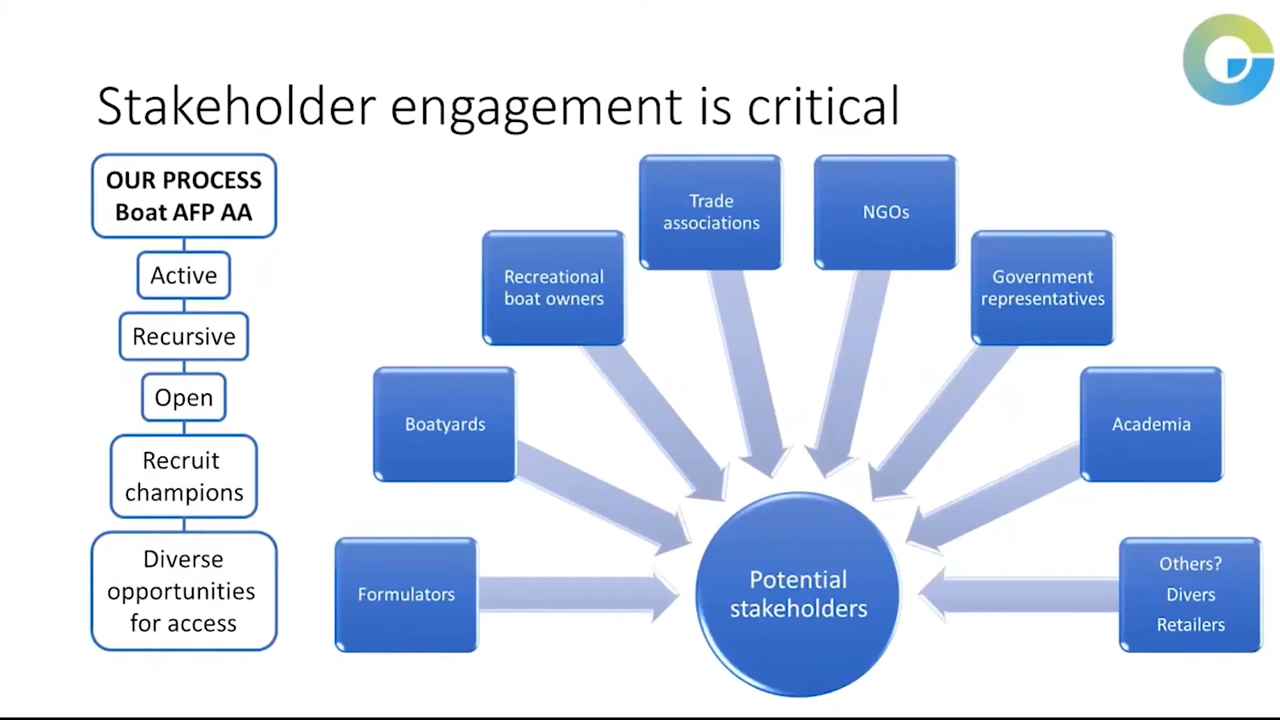 Stakeholder engagement is critical
OUR PROCESS
Boat AFP AA
Active
Recursive
Open
Recruit
champions
Diverse
opportunities
for access
Formulators
Boatyards
Recreational
boat owners
Trade
associations
NGOs
Government
representatives
Academia
Others?
Divers
Retailers
Potential
stakeholders